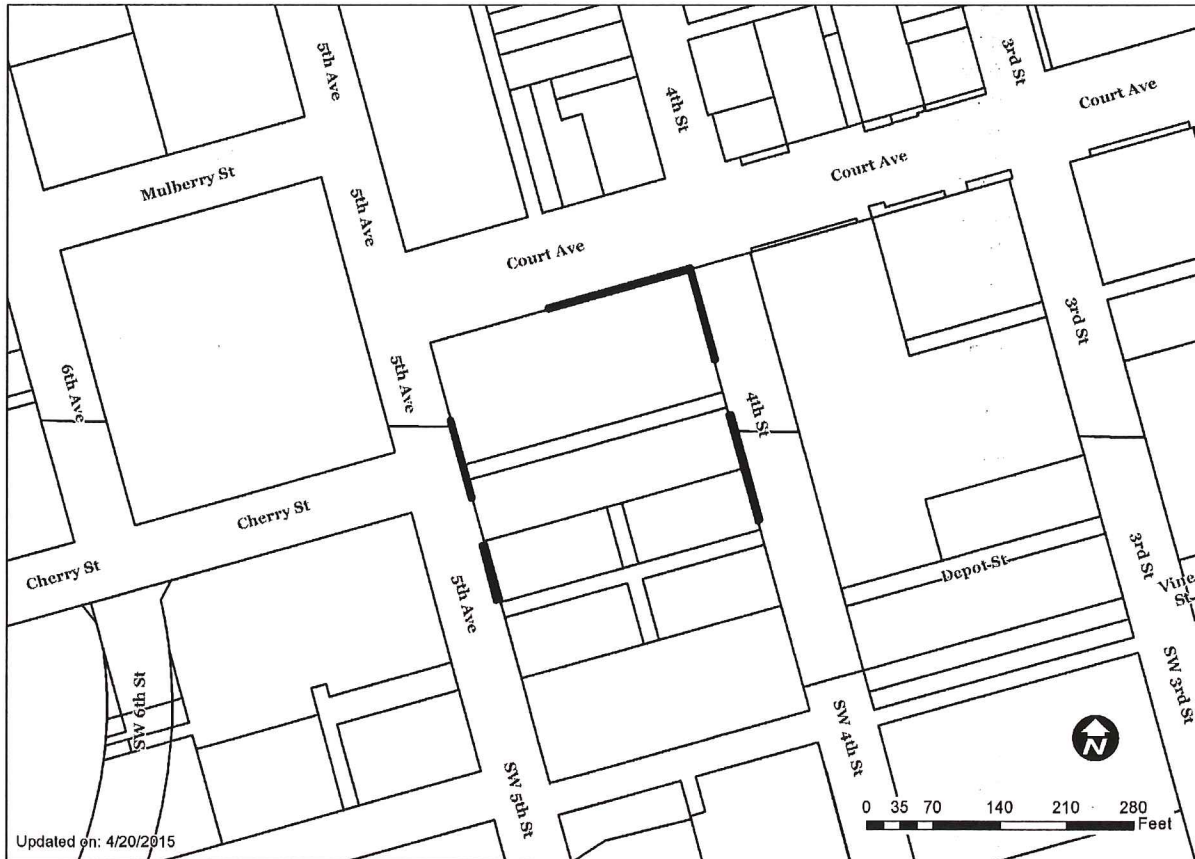 5th Ave
3rd St
4th St
Court Ave
Court Ave
Mulberry St
5th Ave
Court Ave
6th Ave
5th Ave
4th St
3rd St
Cherry St
Cherry St
5th Ave
Depot St
3rd St
Vine
St
SW 6th St
SW 5th St
SW 4th St
SW 3rd St
N
0 35 70 140 210 280
Feet
Updated on: 4/20/2015